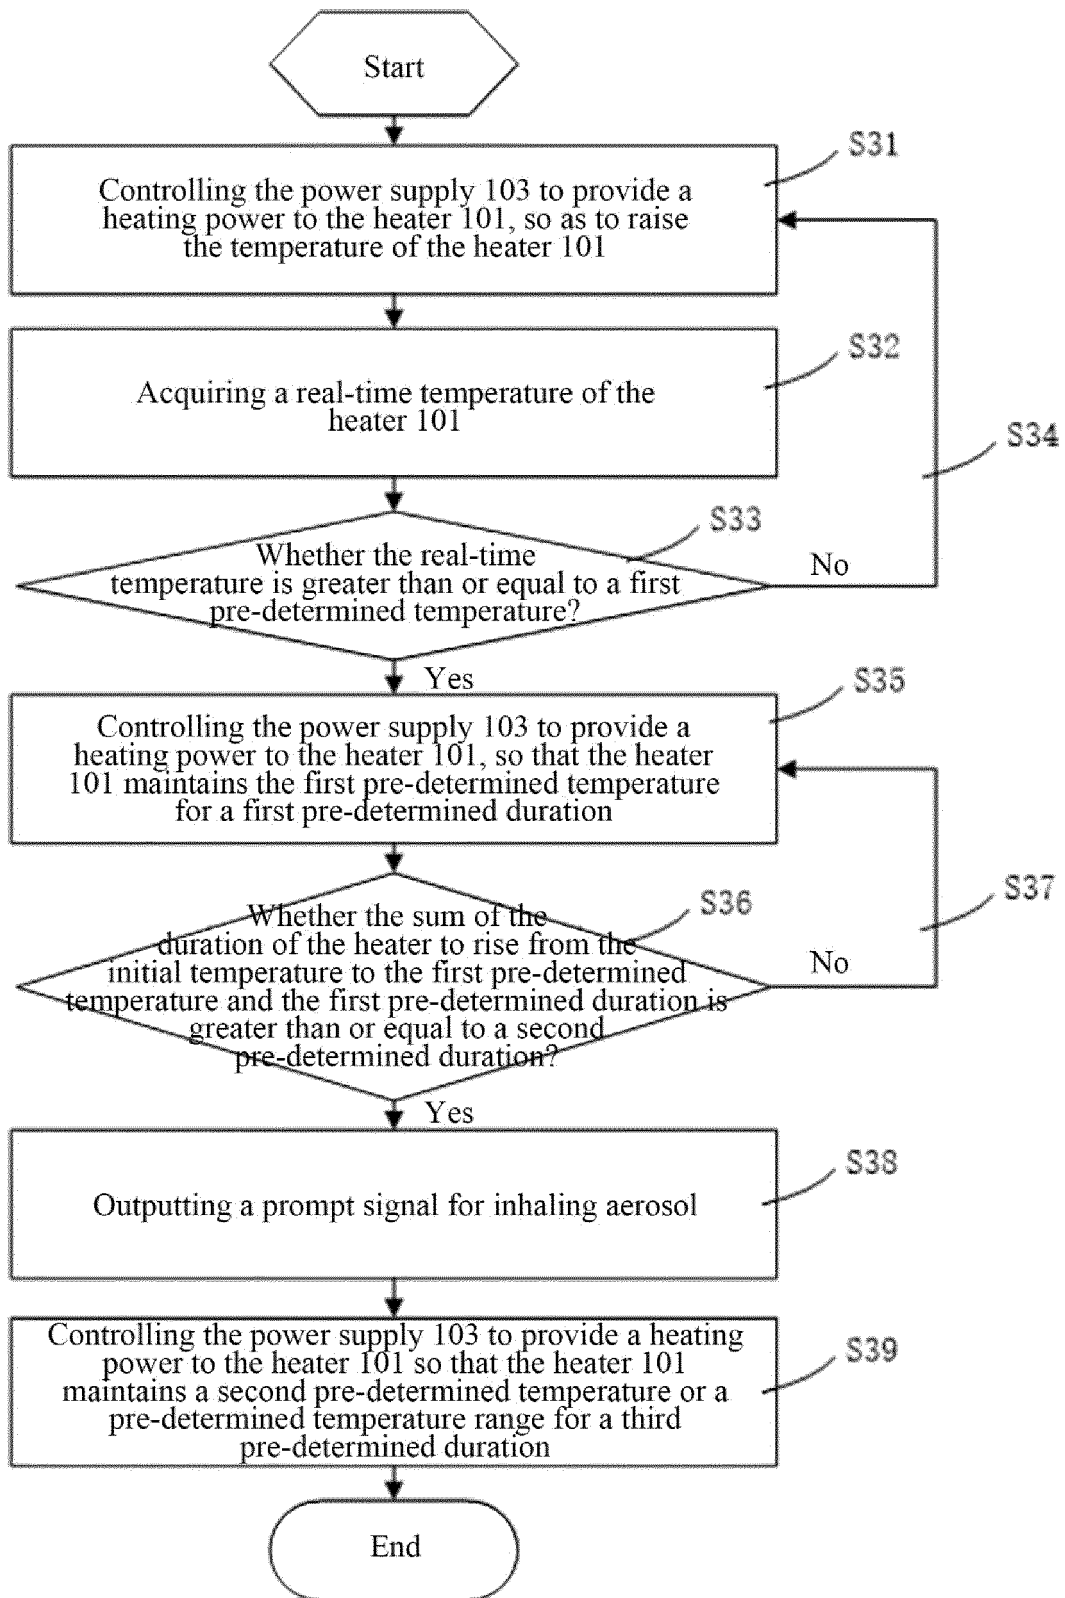 Start
S31
Controlling the power supply 103 to provide a
heating power to the heater 101, so as to raise
the temperature of the heater 101
S32
Acquiring a real-time temperature of the
heater 101
S34
S33
Whether the real-time
temperature is greater than or equal to a first
pre-determined temperature?
No
Yes
S35
Controlling the power supply 103 to provide a
heating power to the heater 101, so that the heater
101 maintains the first pre-determined temperature
for a first pre-determined duration
S37
S36
Whether the sum of the
duration of the heater to rise from the
initial temperature to the first pre-determined
temperature and the first pre-determined duration is
greater than or equal to a second
pre-determined duration?
No
Yes
S38
Outputting a prompt signal for inhaling aerosol
S39
Controlling the power supply 103 to provide a heating
power to the heater 101 so that the heater 101
maintains a second pre-determined temperature or a
pre-determined temperature range for a third
pre-determined duration
End